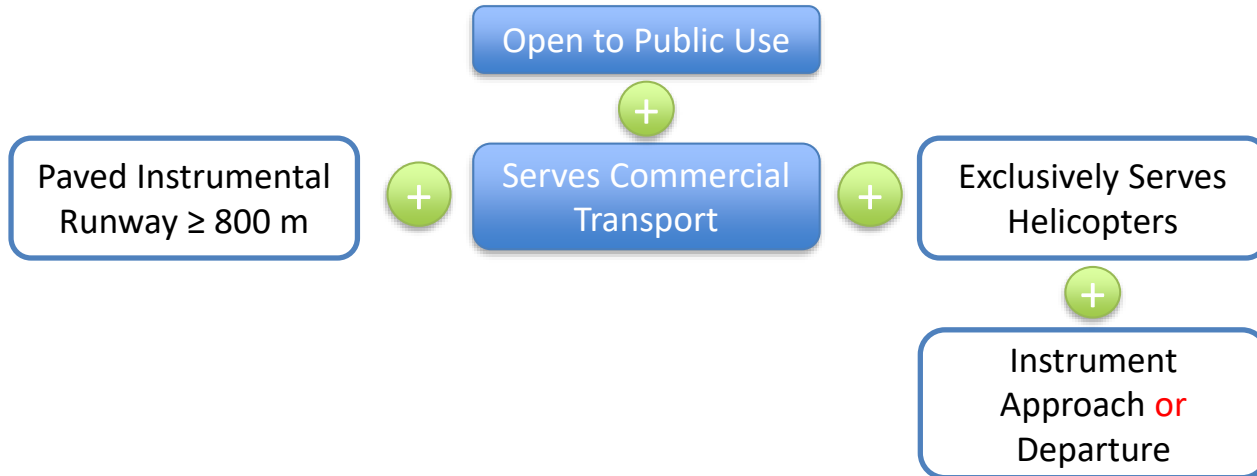 Open to Public Use
+
Paved Instrumental
Runway ≥ 800 m
+
Serves Commercial
Transport
+
Exclusively Serves
Helicopters
+
Instrument
Approach or
Departure